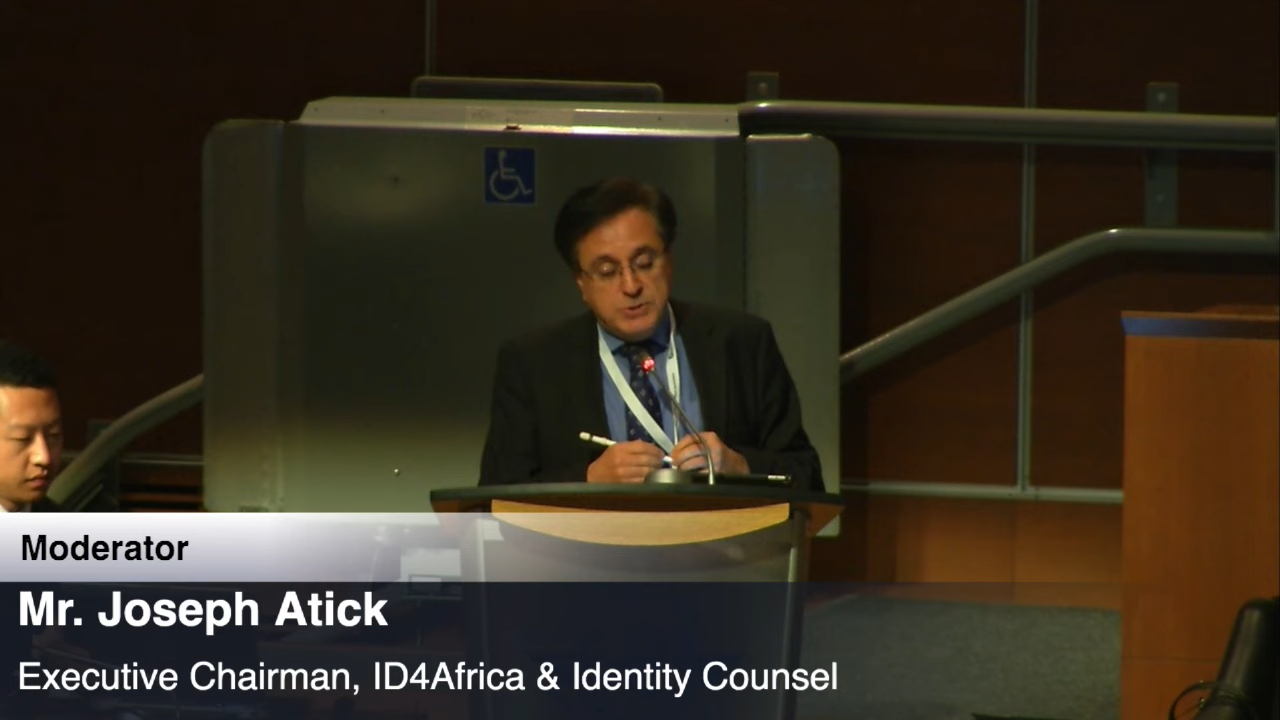 Moderator
Mr. Joseph Atick
Executive Chairman, ID4Africa & Identity Counsel